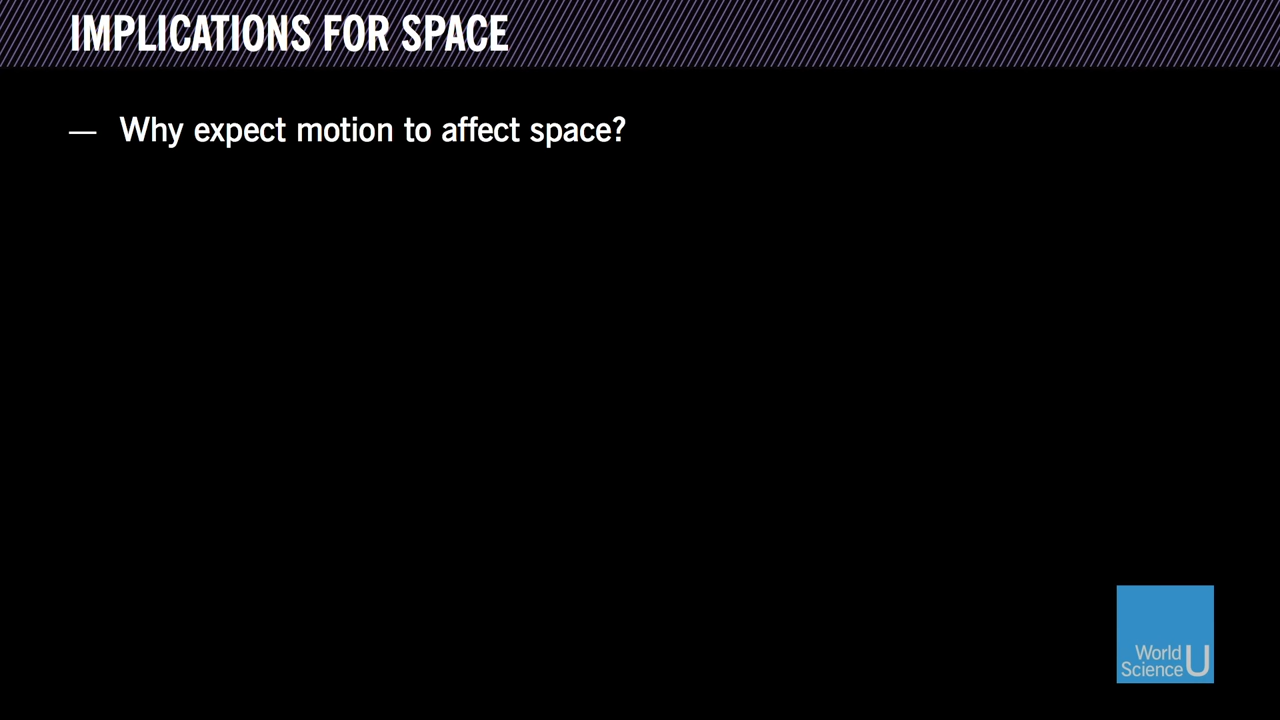 IMPLICATIONS FOR SPACE
— Why expect motion to affect space?
World
Science U